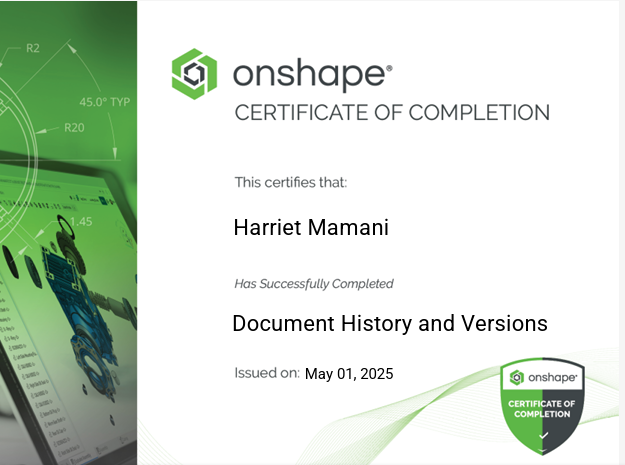 R2
45.0° TYP
R20
1.45
onshape®
CERTIFICATE OF COMPLETION
This certifies that:
Harriet Mamani
Has Successfully Completed
Document History and Versions
Issued on: May 01, 2025
onshape®
CERTIFICATE OF
COMPLETION